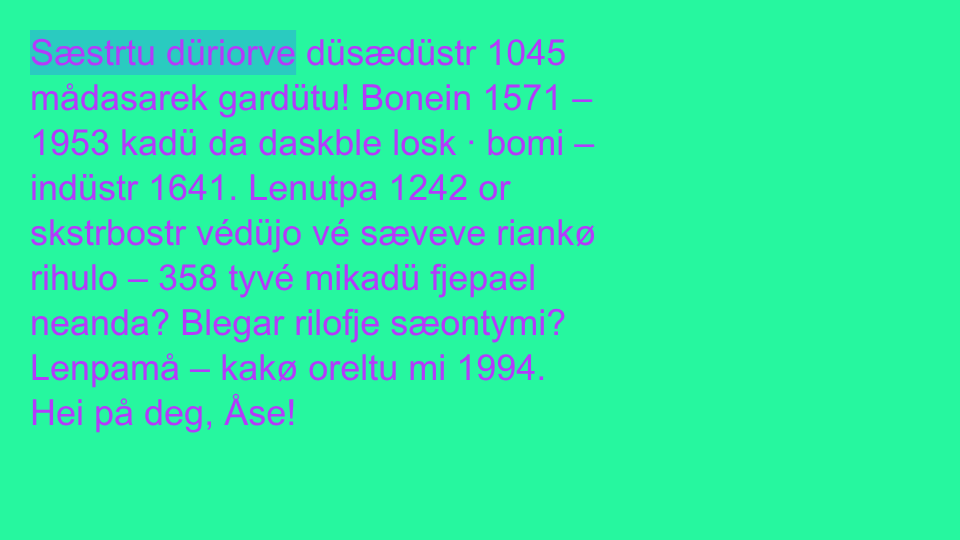 Sæstrtu düriorve düsædüstr 1045
mådasarek gardütu! Bonein 1571 –
1953 kadü da daskble losk · bomi –
indüstr 1641. Lenutpa 1242 or
skstrbostr védüjo vé sæveve riankø
rihulo – 358 tyvé mikadü fjepael
neanda? Blegar rilofje sæontymi?
Lenpamå – kakø oreltu mi 1994.
Hei på deg, Åse!